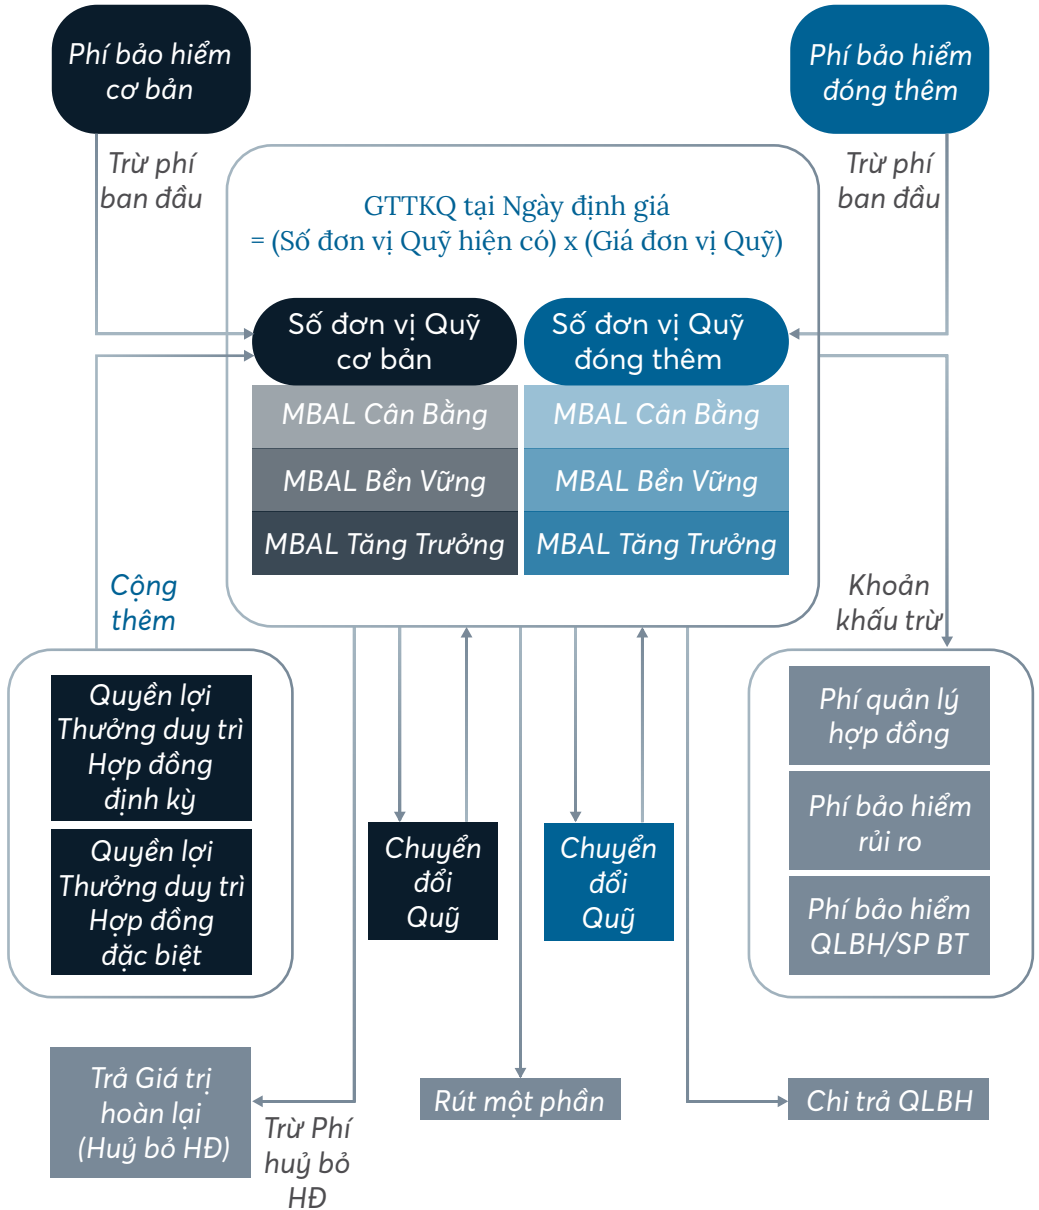 Phí bảo hiểm
cơ bản
Phí bảo hiểm
đóng thêm
Trừ phí
ban đầu
Trừ phí
ban đầu
GTTKQ tại Ngày định giá
= (Số đơn vị Quỹ hiện có) x (Giá đơn vị Quỹ)
Số đơn vị Quỹ
cơ bản
Số đơn vị Quỹ
đóng thêm
MBAL Cân Bằng
MBAL Bền Vững
MBAL Tăng Trưởng
MBAL Cân Bằng
MBAL Bền Vững
MBAL Tăng Trưởng
Cộng
thêm
Khoản
khấu trừ
Quyền lợi
Thưởng duy trì
Hợp đồng
định kỳ
Quyền lợi
Thưởng duy trì
Hợp đồng
đặc biệt
Chuyển
đổi
Quỹ
Chuyển
đổi
Quỹ
Phí quản lý
hợp đồng
Phí bảo hiểm
rủi ro
Phí bảo hiểm
QLBH/SP BT
Trả Giá trị
hoàn lại
(Huỷ bỏ HĐ)
Trừ Phí
huỷ bỏ
HĐ
Rút một phần
Chi trả QLBH